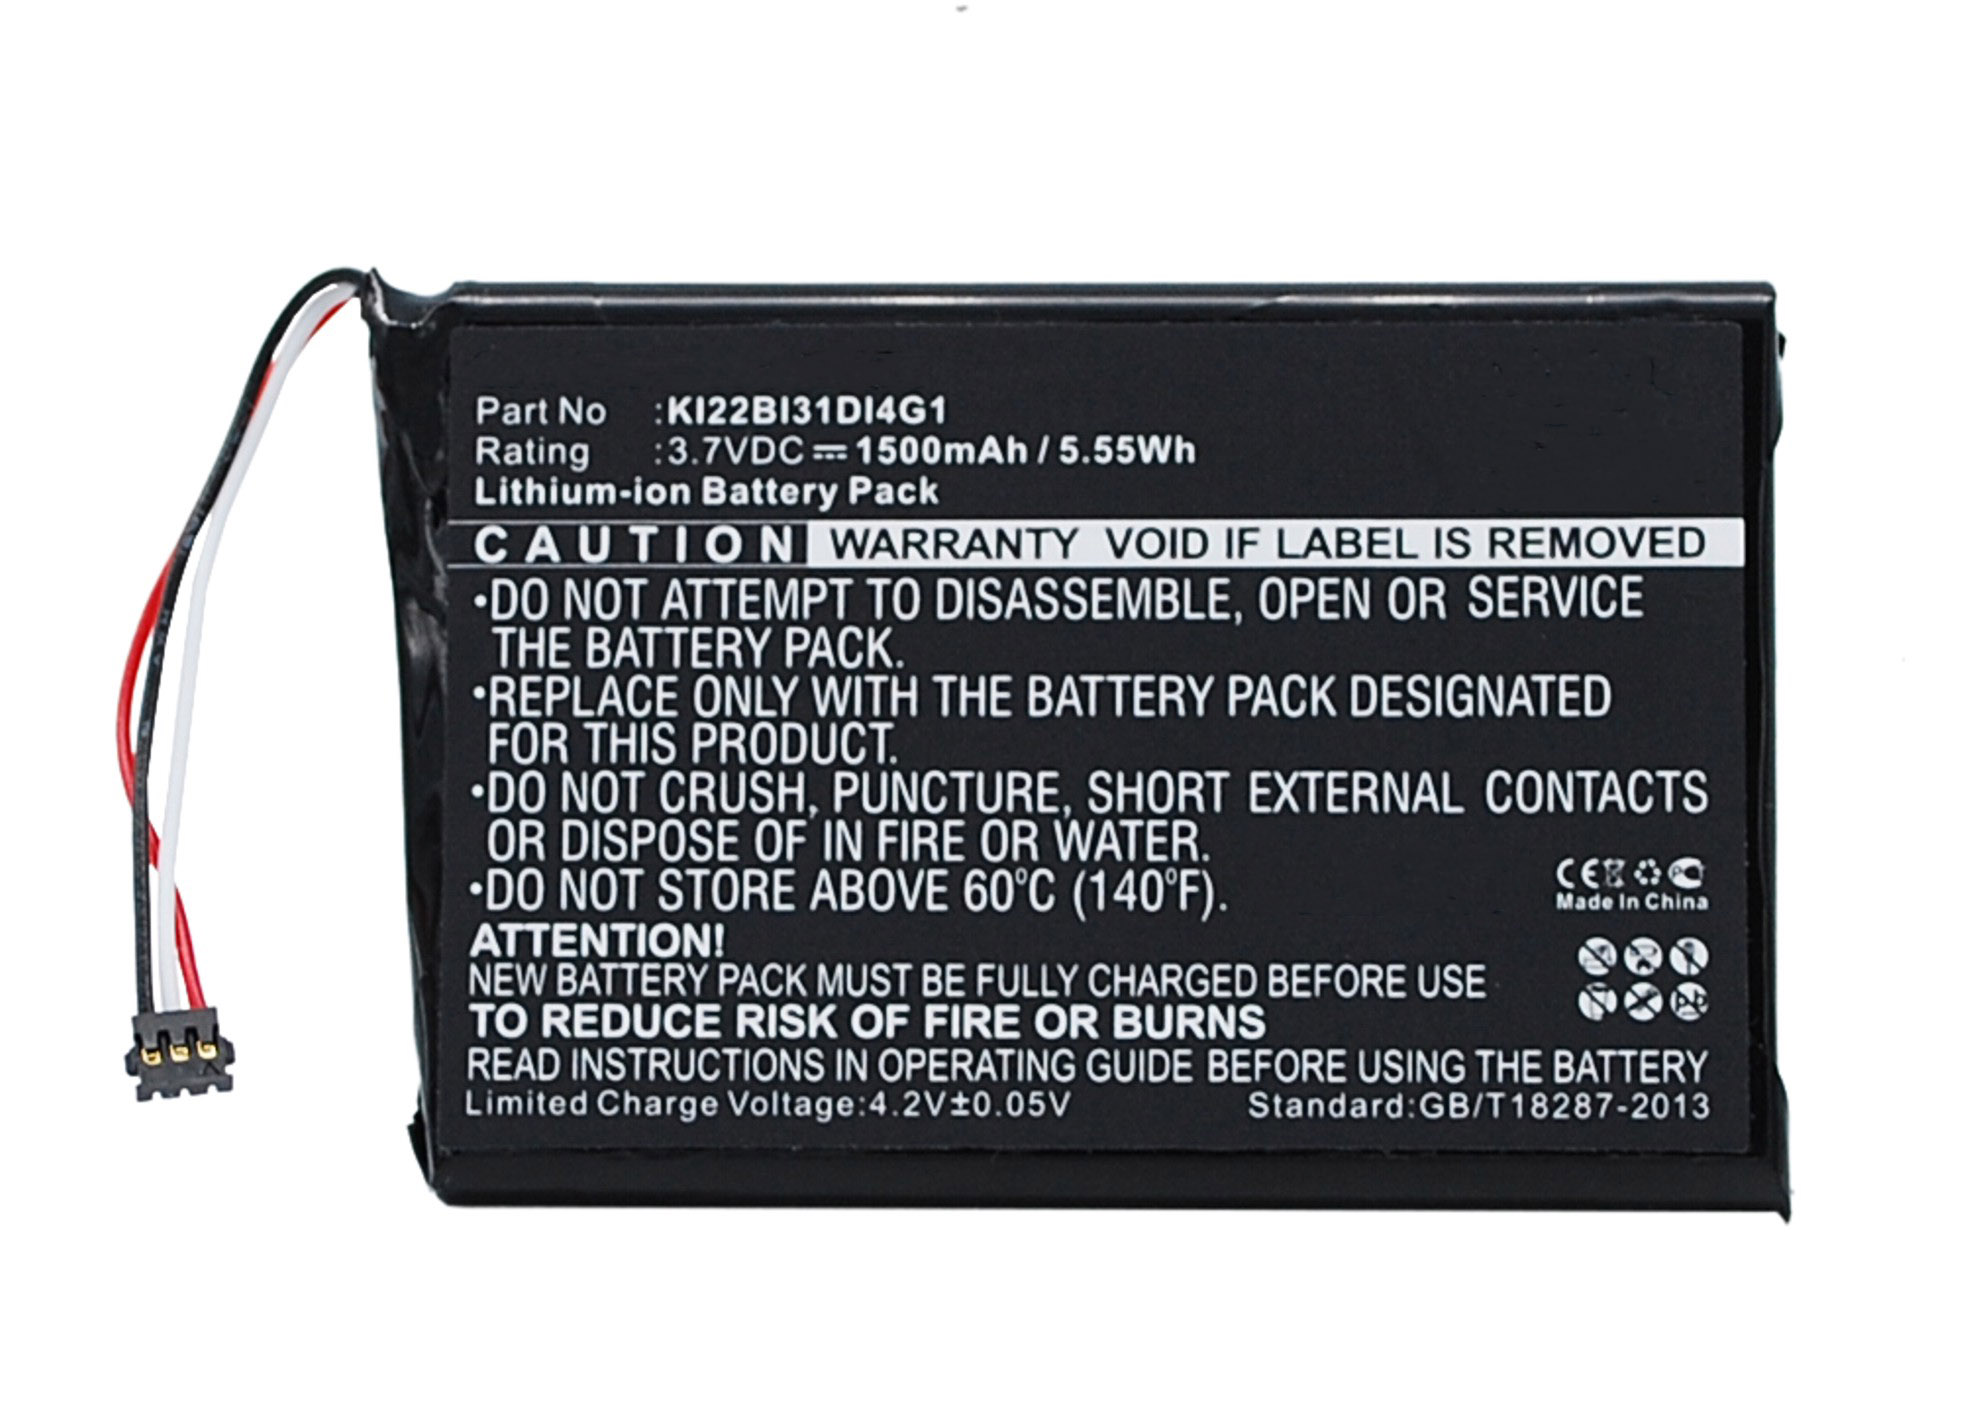 Part No :KI22BI31DI4G1
Rating :3.7VDC ⎓ 1500mAh / 5.55Wh
Lithium-ion Battery Pack
CAUTION WARRANTY VOID IF LABEL IS REMOVED
•DO NOT ATTEMPT TO DISASSEMBLE, OPEN OR SERVICE
THE BATTERY PACK.
•REPLACE ONLY WITH THE BATTERY PACK DESIGNATED
FOR THIS PRODUCT.
•DO NOT CRUSH, PUNCTURE, SHORT EXTERNAL CONTACTS
OR DISPOSE OF IN FIRE OR WATER.
•DO NOT STORE ABOVE 60°C (140°F).
CE
Made In China
ATTENTION!
NEW BATTERY PACK MUST BE FULLY CHARGED BEFORE USE
TO REDUCE RISK OF FIRE OR BURNS
READ INSTRUCTIONS IN OPERATING GUIDE BEFORE USING THE BATTERY
Limited Charge Voltage:4.2V±0.05V Standard:GB/T18287-2013